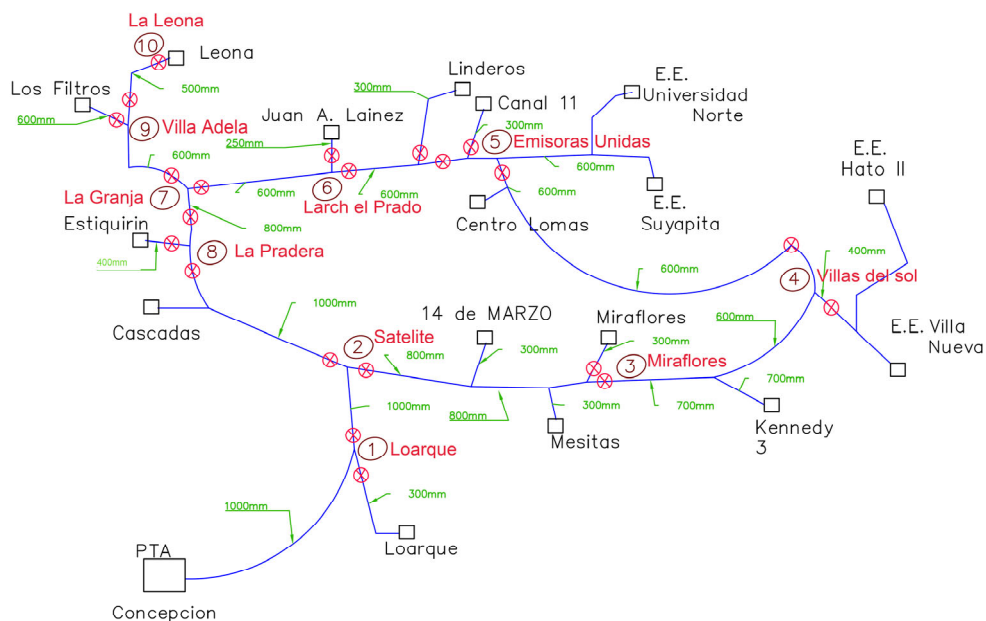 La Leona
10
Leona
500mm
Los Filtros
600mm
9 Villa Adela
Linderos
300mm
Juan A. Lainez
250mm
Canal 11
300mm
5 Emisoras Unidas
E.E.
Universidad
Norte
600mm
600mm
600mm
600mm
600mm
La Granja 7
6
Larch el Prado
Centro Lomas
E.E.
Suyapita
E.E.
Hato II
800mm
Estiquirin
400mm
8 La Pradera
600mm
4 Villas del sol
400mm
Cascadas
1000mm
14 de MARZO
Miraflores
2 Satelite
800mm
300mm
300mm
3 Miraflores
600mm
E.E. Villa
Nueva
1000mm
800mm
300mm
700mm
700mm
Mesitas
Kennedy
3
1 Loarque
300mm
1000mm
Loarque
PTA
Concepcion